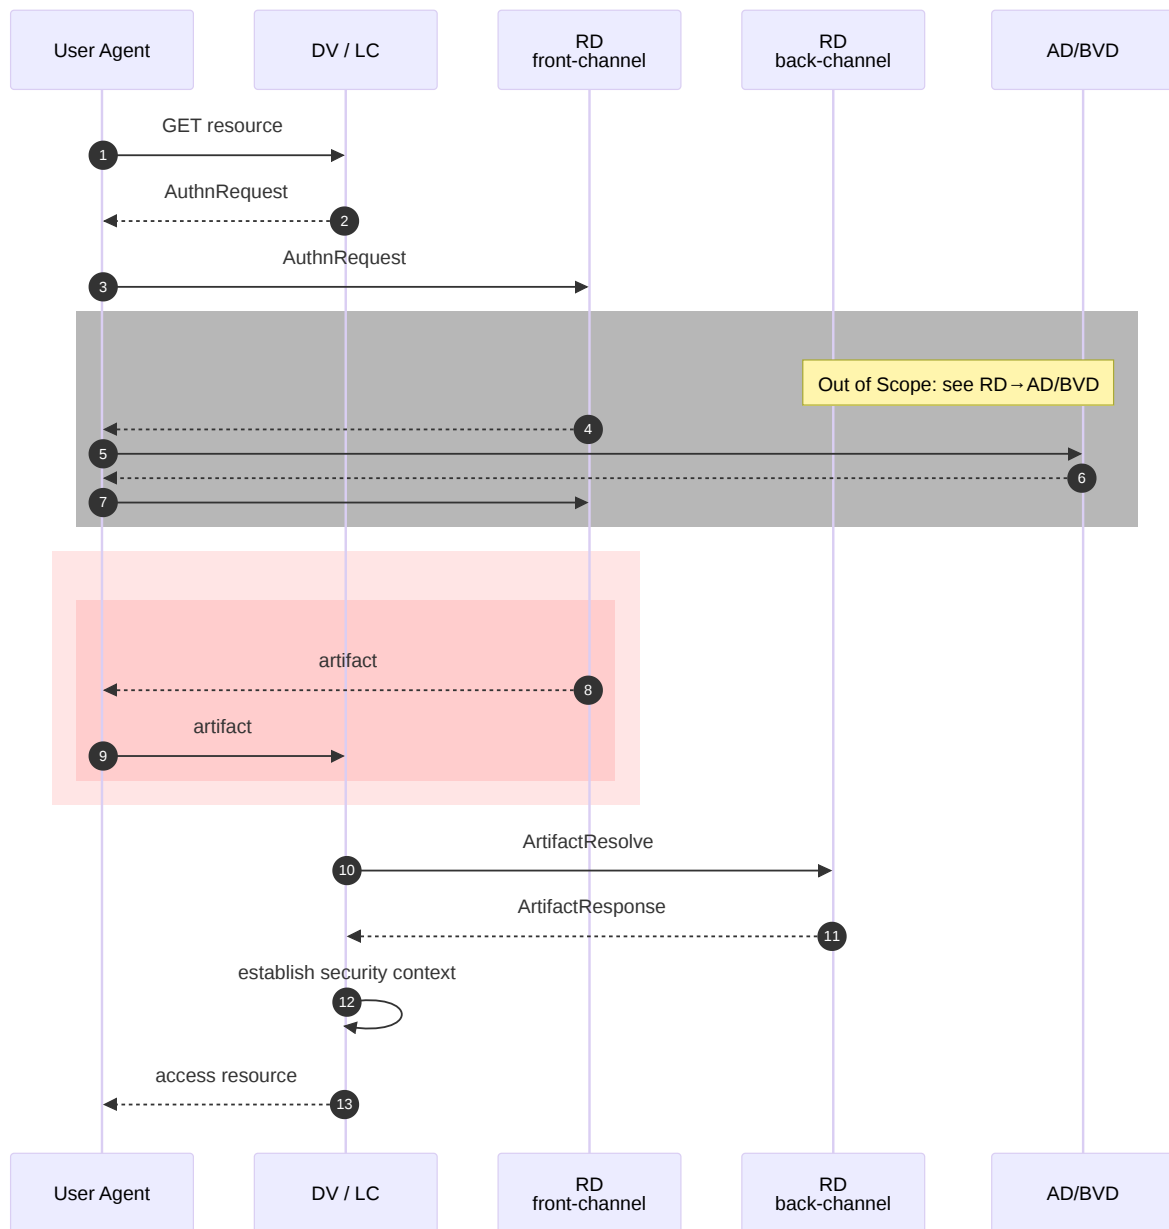 User Agent
DV / LC
RD
front-channel
RD
back-channel
AD/BVD
GET resource
1
AuthnRequest
2
AuthnRequest
3
Out of Scope: see RD→AD/BVD
4
5
6
7
artifact
8
artifact
9
ArtifactResolve
10
ArtifactResponse
11
establish security context
12
access resource
13
User Agent
DV / LC
RD
front-channel
RD
back-channel
AD/BVD